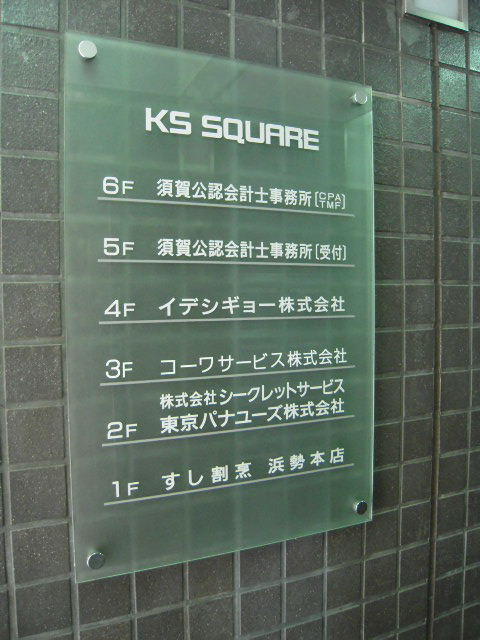 KS SQUARE
6F 須賀公認会計士事務所〔CPA TMF〕
5F 須賀公認会計士事務所〔受付〕
4F イデシギョー株式会社
3F コーワサービス株式会社
株式会社シークレットサービス
2F 東京パナユーズ株式会社
1F すし割烹 浜勢本店